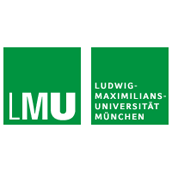 LMU
LUDWIG-
MAXIMILIANS-
UNIVERSITÄT
MÜNCHEN